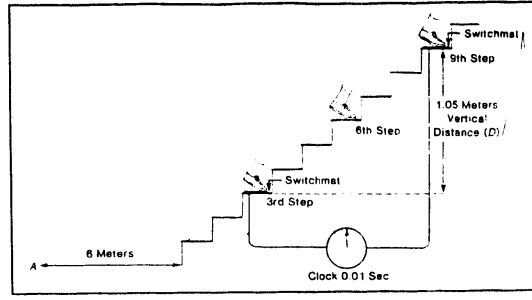 Switchmat
9th Step
1.05 Meters
Vertical
Distance (D)
6th Step
Switchmat
3rd Step
6 Meters
A
Clock 0.01 Sec